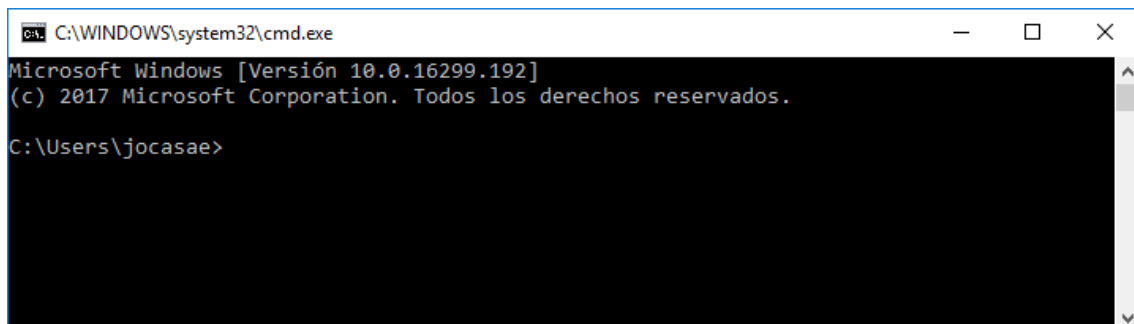 C:\WINDOWS\system32\cmd.exe
Microsoft Windows [Versión 10.0.16299.192]
(c) 2017 Microsoft Corporation. Todos los derechos reservados.
C:\Users\jocasae>